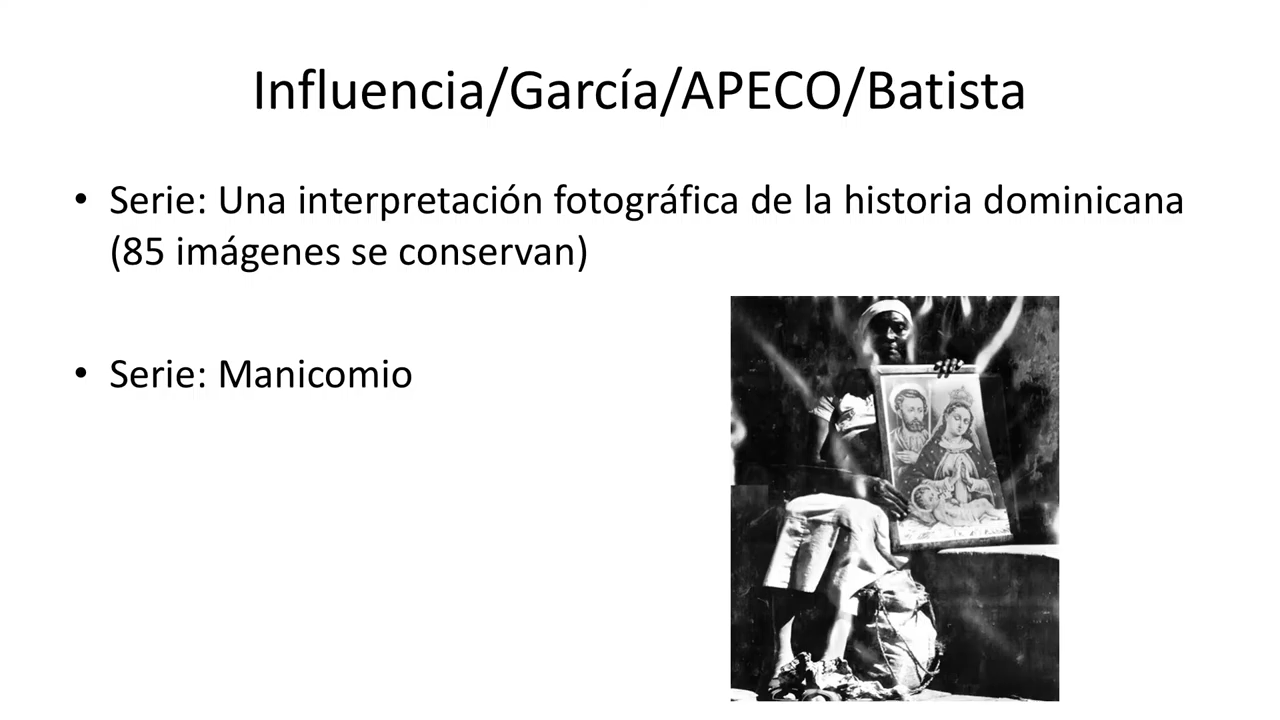 Influencia/García/APECO/Batista
• Serie: Una interpretación fotográfica de la historia dominicana
(85 imágenes se conservan)
• Serie: Manicomio